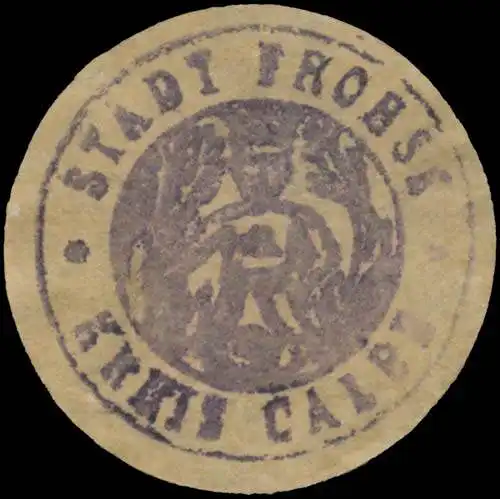 STADT FROHSE
KREIS CALBE